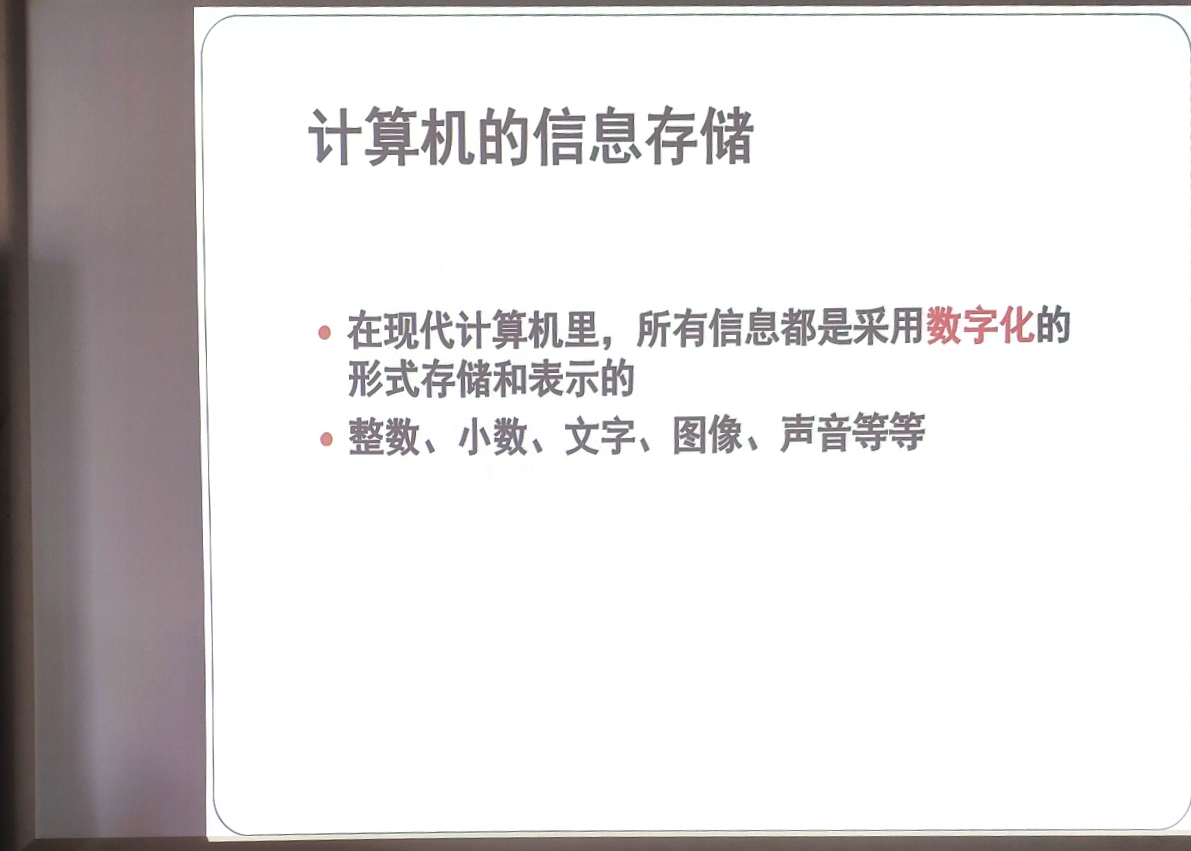 计算机的信息存储
在现代计算机里，所有信息都是采用数字化的
形式存储和表示的
整数、小数、文字、图像、声音等等